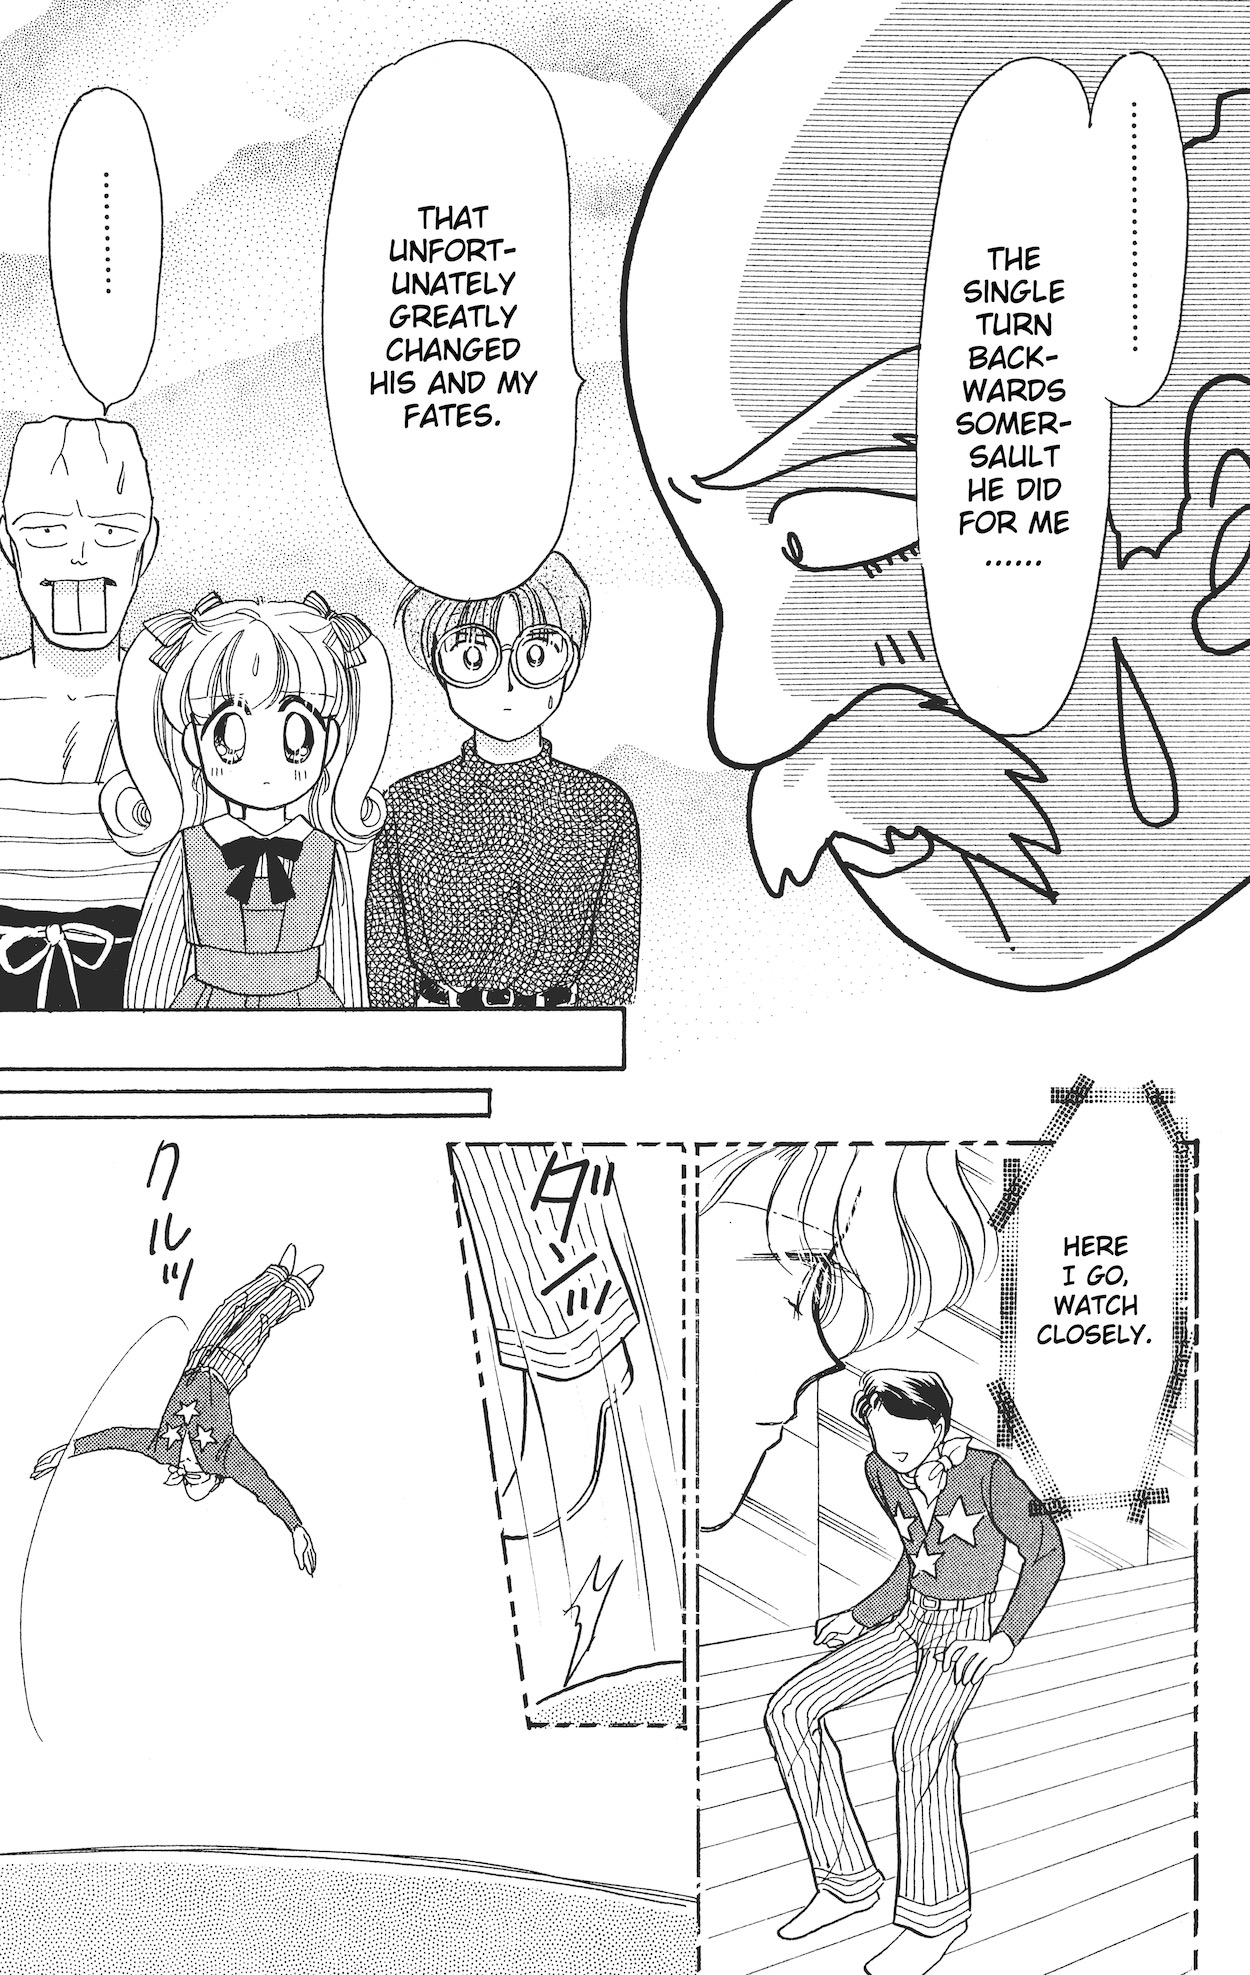 ..................
THE
SINGLE
TURN
BACK-
WARDS
SOMER-
SAULT
HE DID
FOR ME
......
THAT
UNFORT-
UNATELY
GREATLY
CHANGED
HIS AND MY
FATES.
............
HERE
I GO,
WATCH
CLOSELY.
ダンッ
クルッ